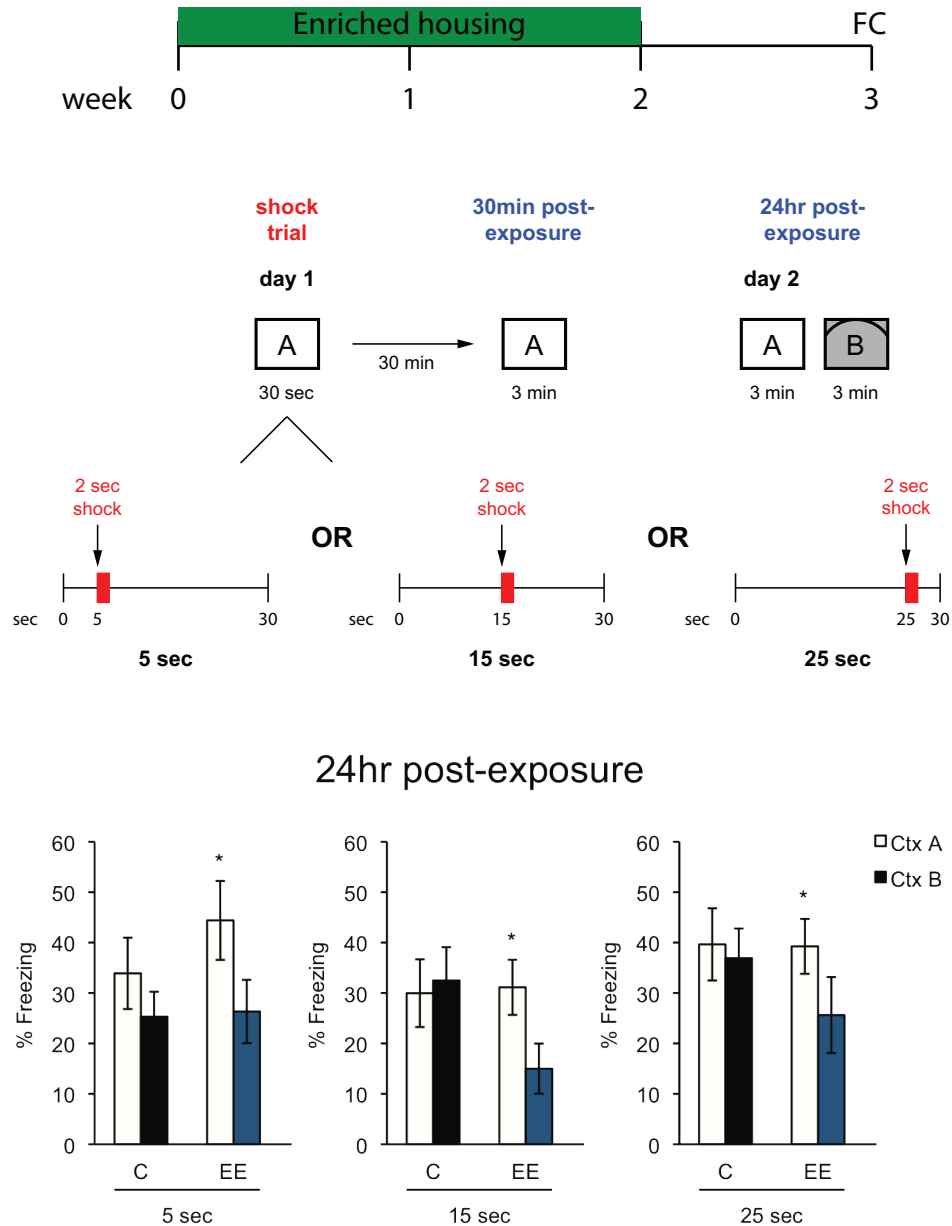 Enriched housing FC
week 0 1 2 3
shock trial
30min post-exposure
24hr post-exposure
day 1
day 2
A
30 min
A
A
B
30 sec
3 min
3 min
3 min
2 sec shock
2 sec shock
2 sec shock
OR
OR
sec 0 5 30
sec 0 15 30
sec 0 25 30
5 sec
15 sec
25 sec
24hr post-exposure
% Freezing
60
50
40
30
20
10
0
*
C EE
5 sec
% Freezing
60
50
40
30
20
10
0
*
C EE
15 sec
% Freezing
60
50
40
30
20
10
0
*
C EE
25 sec
Ctx A
Ctx B